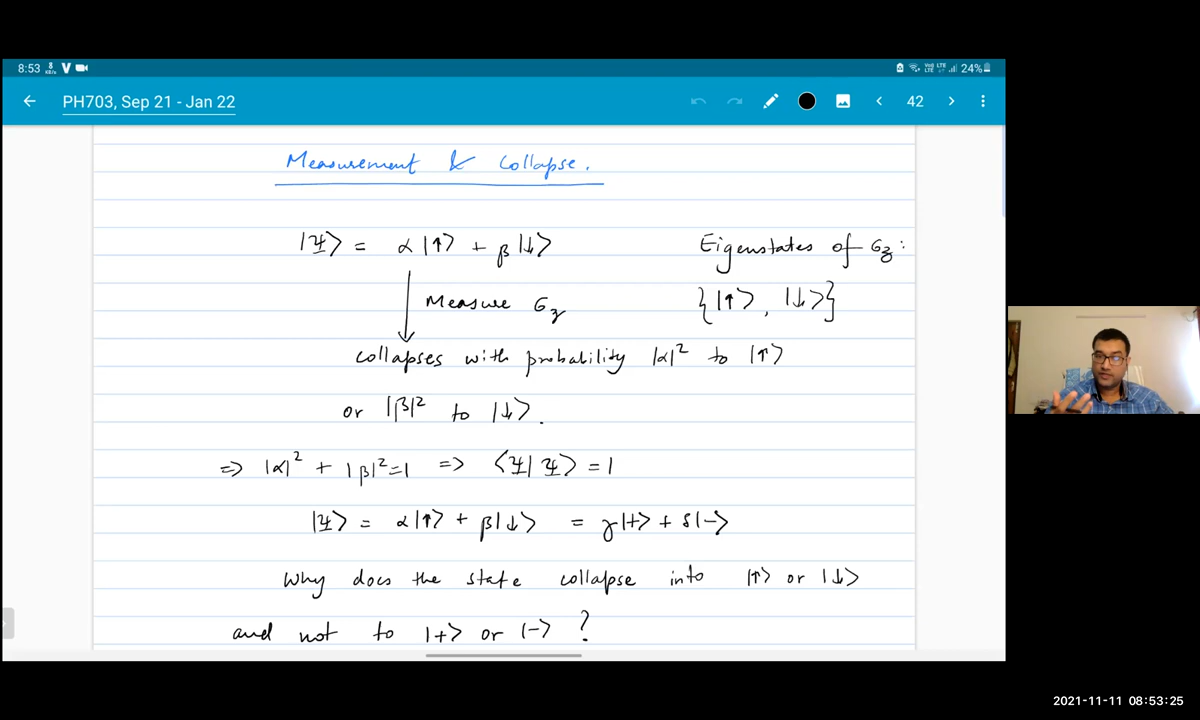 8:53
24%
PH703, Sep 21 - Jan 22
42
Measurement & Collapse.
|Ψ> = α|↑> + β|↓>
Eigenstates of σz:
Measure σz
{|↑>, |↓>}
collapses with probability |α|² to |↑>
or |β|² to |↓>.
=> |α|² + |β|²=1 => <Ψ|Ψ> = 1
|Ψ> = α|↑> + β|↓> = γ|+> + δ|->
Why does the state collapse into |↑> or |↓>
and not to |+> or |-> ?
2021-11-11 08:53:25